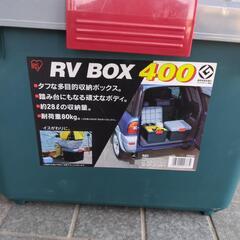 RV BOX 400
•タフな多目的収納ボックス。
•踏み台にもなる頑丈なボディ。
•約28ℓの収納量。
•耐荷重80kg。
イスがわりに。